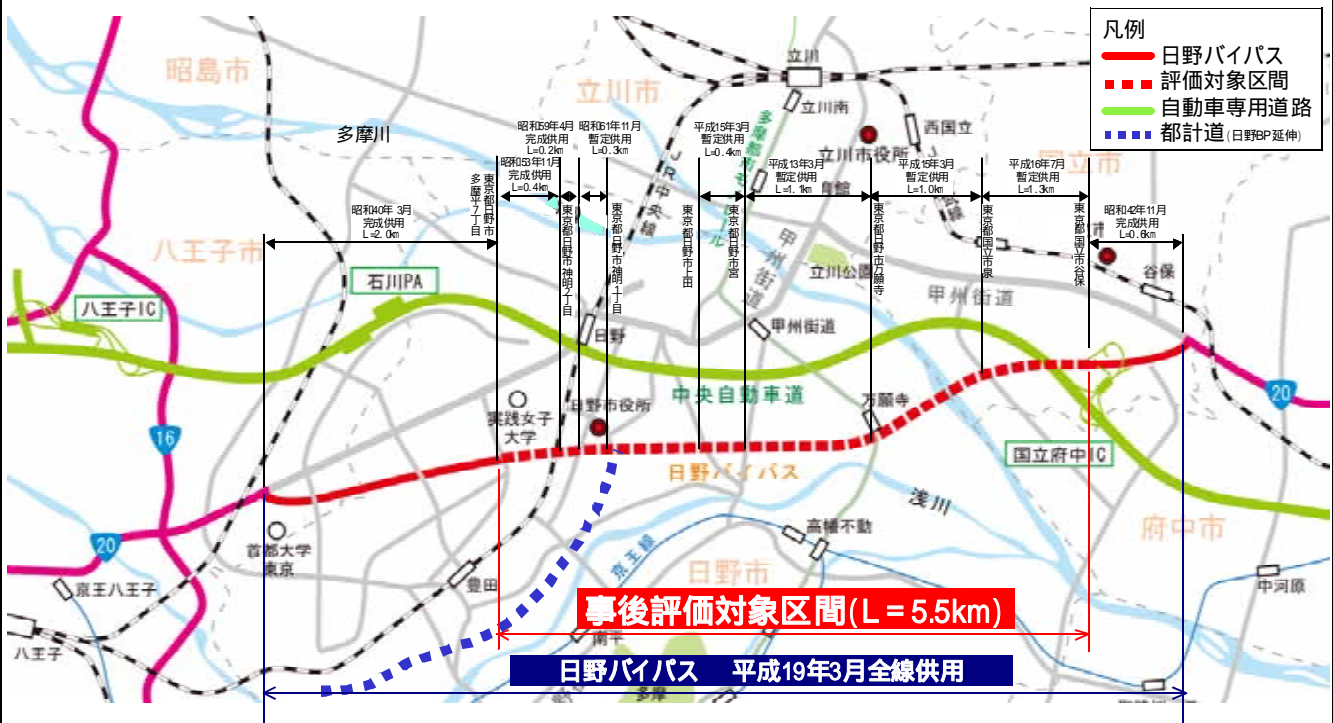 凡例
日野バイパス
評価対象区間
自動車専用道路
都計道(日野BP延伸)
昭島市
立川市
国立市
八王子市
府中市
日野市
多摩川
浅川
立川
立川南
西国立
立川市役所
多摩都市モノレール
JR中央線
昭和40年3月
完成供用
L=2.0km
東京都日野市
多摩平7丁目
昭和53年11月
完成供用
L=0.4km
昭和59年4月
完成供用
L=0.2km
東京都日野市神明2丁目
昭和61年11月
暫定供用
L=0.3km
東京都日野市神明1丁目
東京都日野市上田
平成15年3月
暫定供用
L=0.4km
東京都日野市宮
平成13年3月
暫定供用
L=1.1km
東京都日野市万願寺
平成15年3月
暫定供用
L=1.0km
東京都国立市泉
平成16年7月
暫定供用
L=1.3km
東京都国立市谷保
昭和42年11月
完成供用
L=0.6km
谷保
立川公園
甲州街道
甲州街道
甲州街道
八王子IC
石川PA
日野
中央自動車道
万願寺
実践女子
大学
日野市役所
日野バイパス
国立府中IC
16
20
20
首都大学
東京
京王八王子
八王子
豊田
京王線
高幡不動
南平
中河原
多摩
事後評価対象区間(L=5.5km)
日野バイパス 平成19年3月全線供用